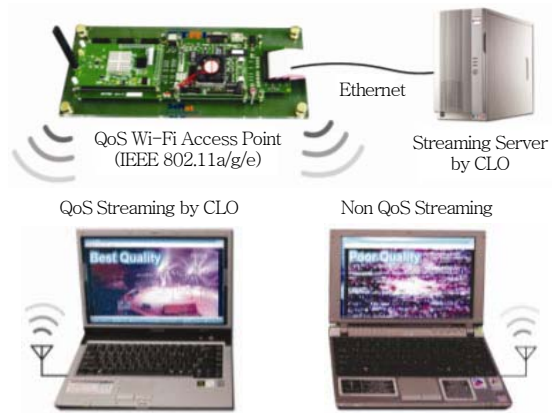 Ethernet
QoS Wi-Fi Access Point
(IEEE 802.11a/g/e)
Streaming Server
by CLO
QoS Streaming by CLO
Non QoS Streaming
Best Quality
Poor Quality